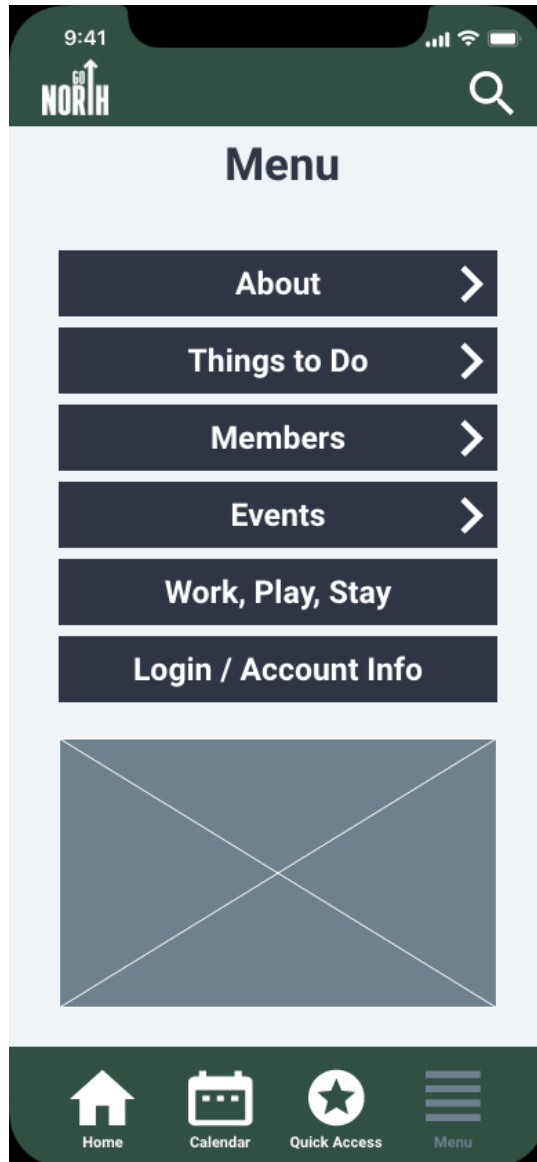 9:41
GO
NORTH
Menu
About
Things to Do
Members
Events
Work, Play, Stay
Login / Account Info
Home
Calendar
Quick Access
Menu